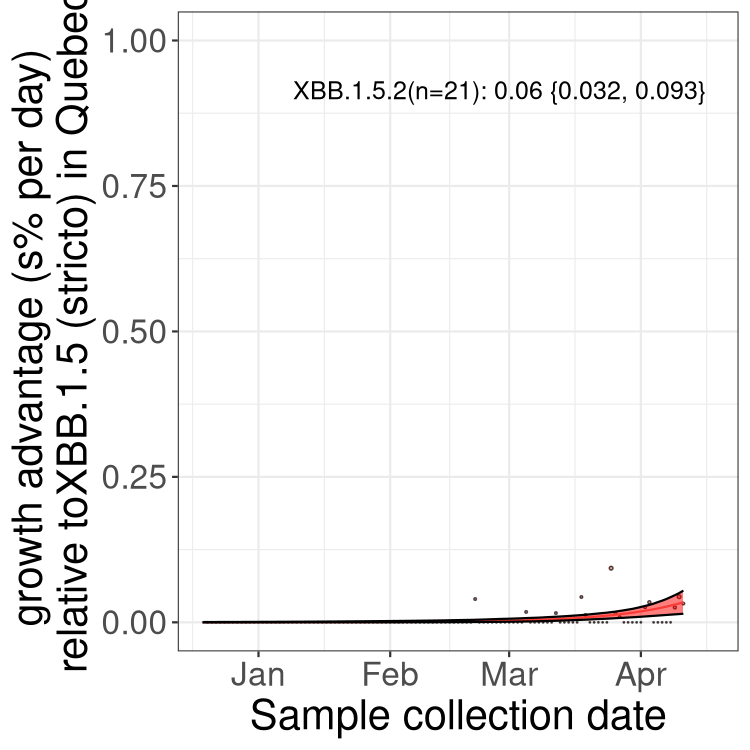 growth advantage (s% per day)
relative toXBB.1.5 (stricto) in Quebec
1.00
0.75
0.50
0.25
0.00
XBB.1.5.2(n=21): 0.06 {0.032, 0.093}
Jan Feb Mar Apr
Sample collection date